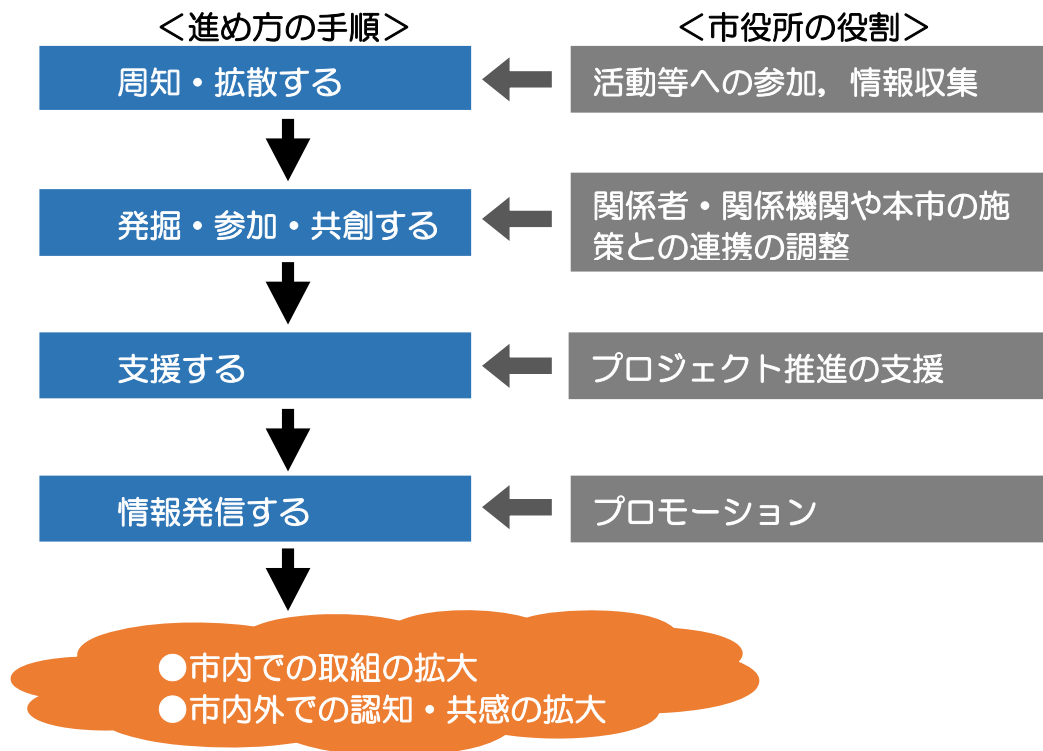 ＜進め方の手順＞
＜市役所の役割＞
周知・拡散する
活動等への参加，情報収集
発掘・参加・共創する
関係者・関係機関や本市の施
策との連携の調整
支援する
プロジェクト推進の支援
情報発信する
プロモーション
●市内での取組の拡大
●市内外での認知・共感の拡大